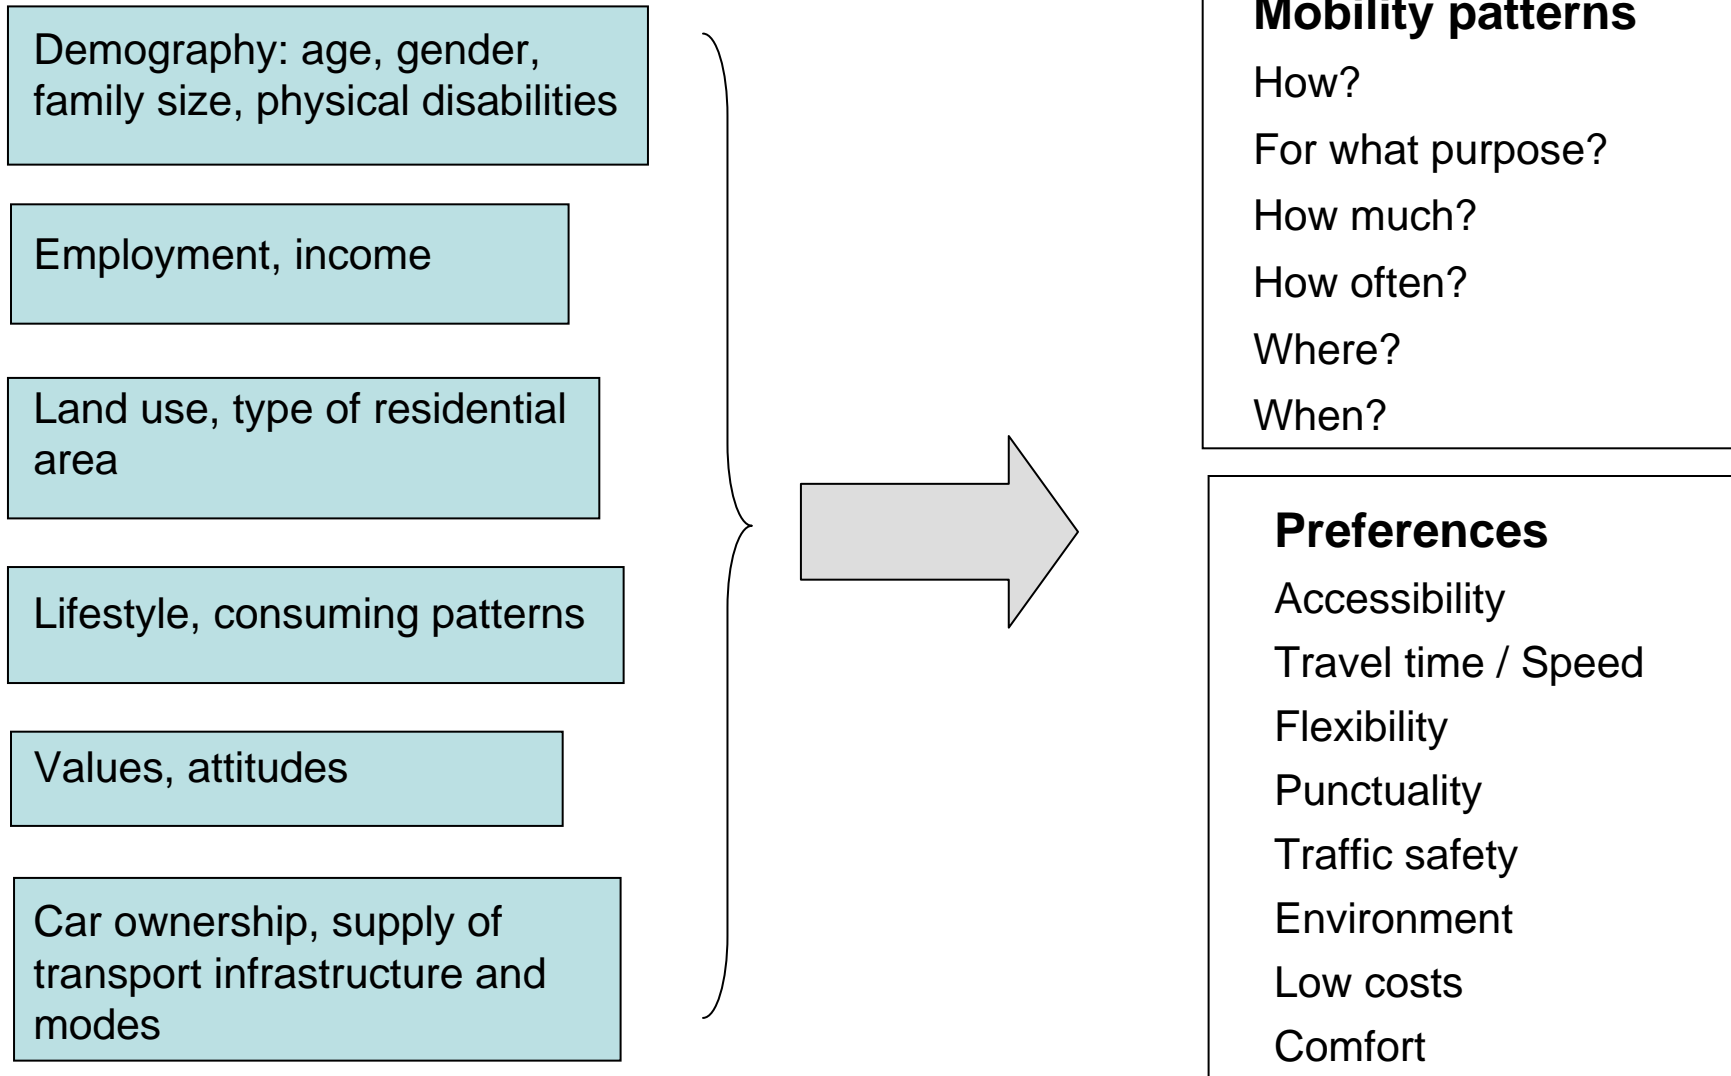 Demography: age, gender,
family size, physical disabilities
Employment, income
Land use, type of residential
area
Lifestyle, consuming patterns
Values, attitudes
Car ownership, supply of
transport infrastructure and
modes
Mobility patterns
How?
For what purpose?
How much?
How often?
Where?
When?
Preferences
Accessibility
Travel time / Speed
Flexibility
Punctuality
Traffic safety
Environment
Low costs
Comfort